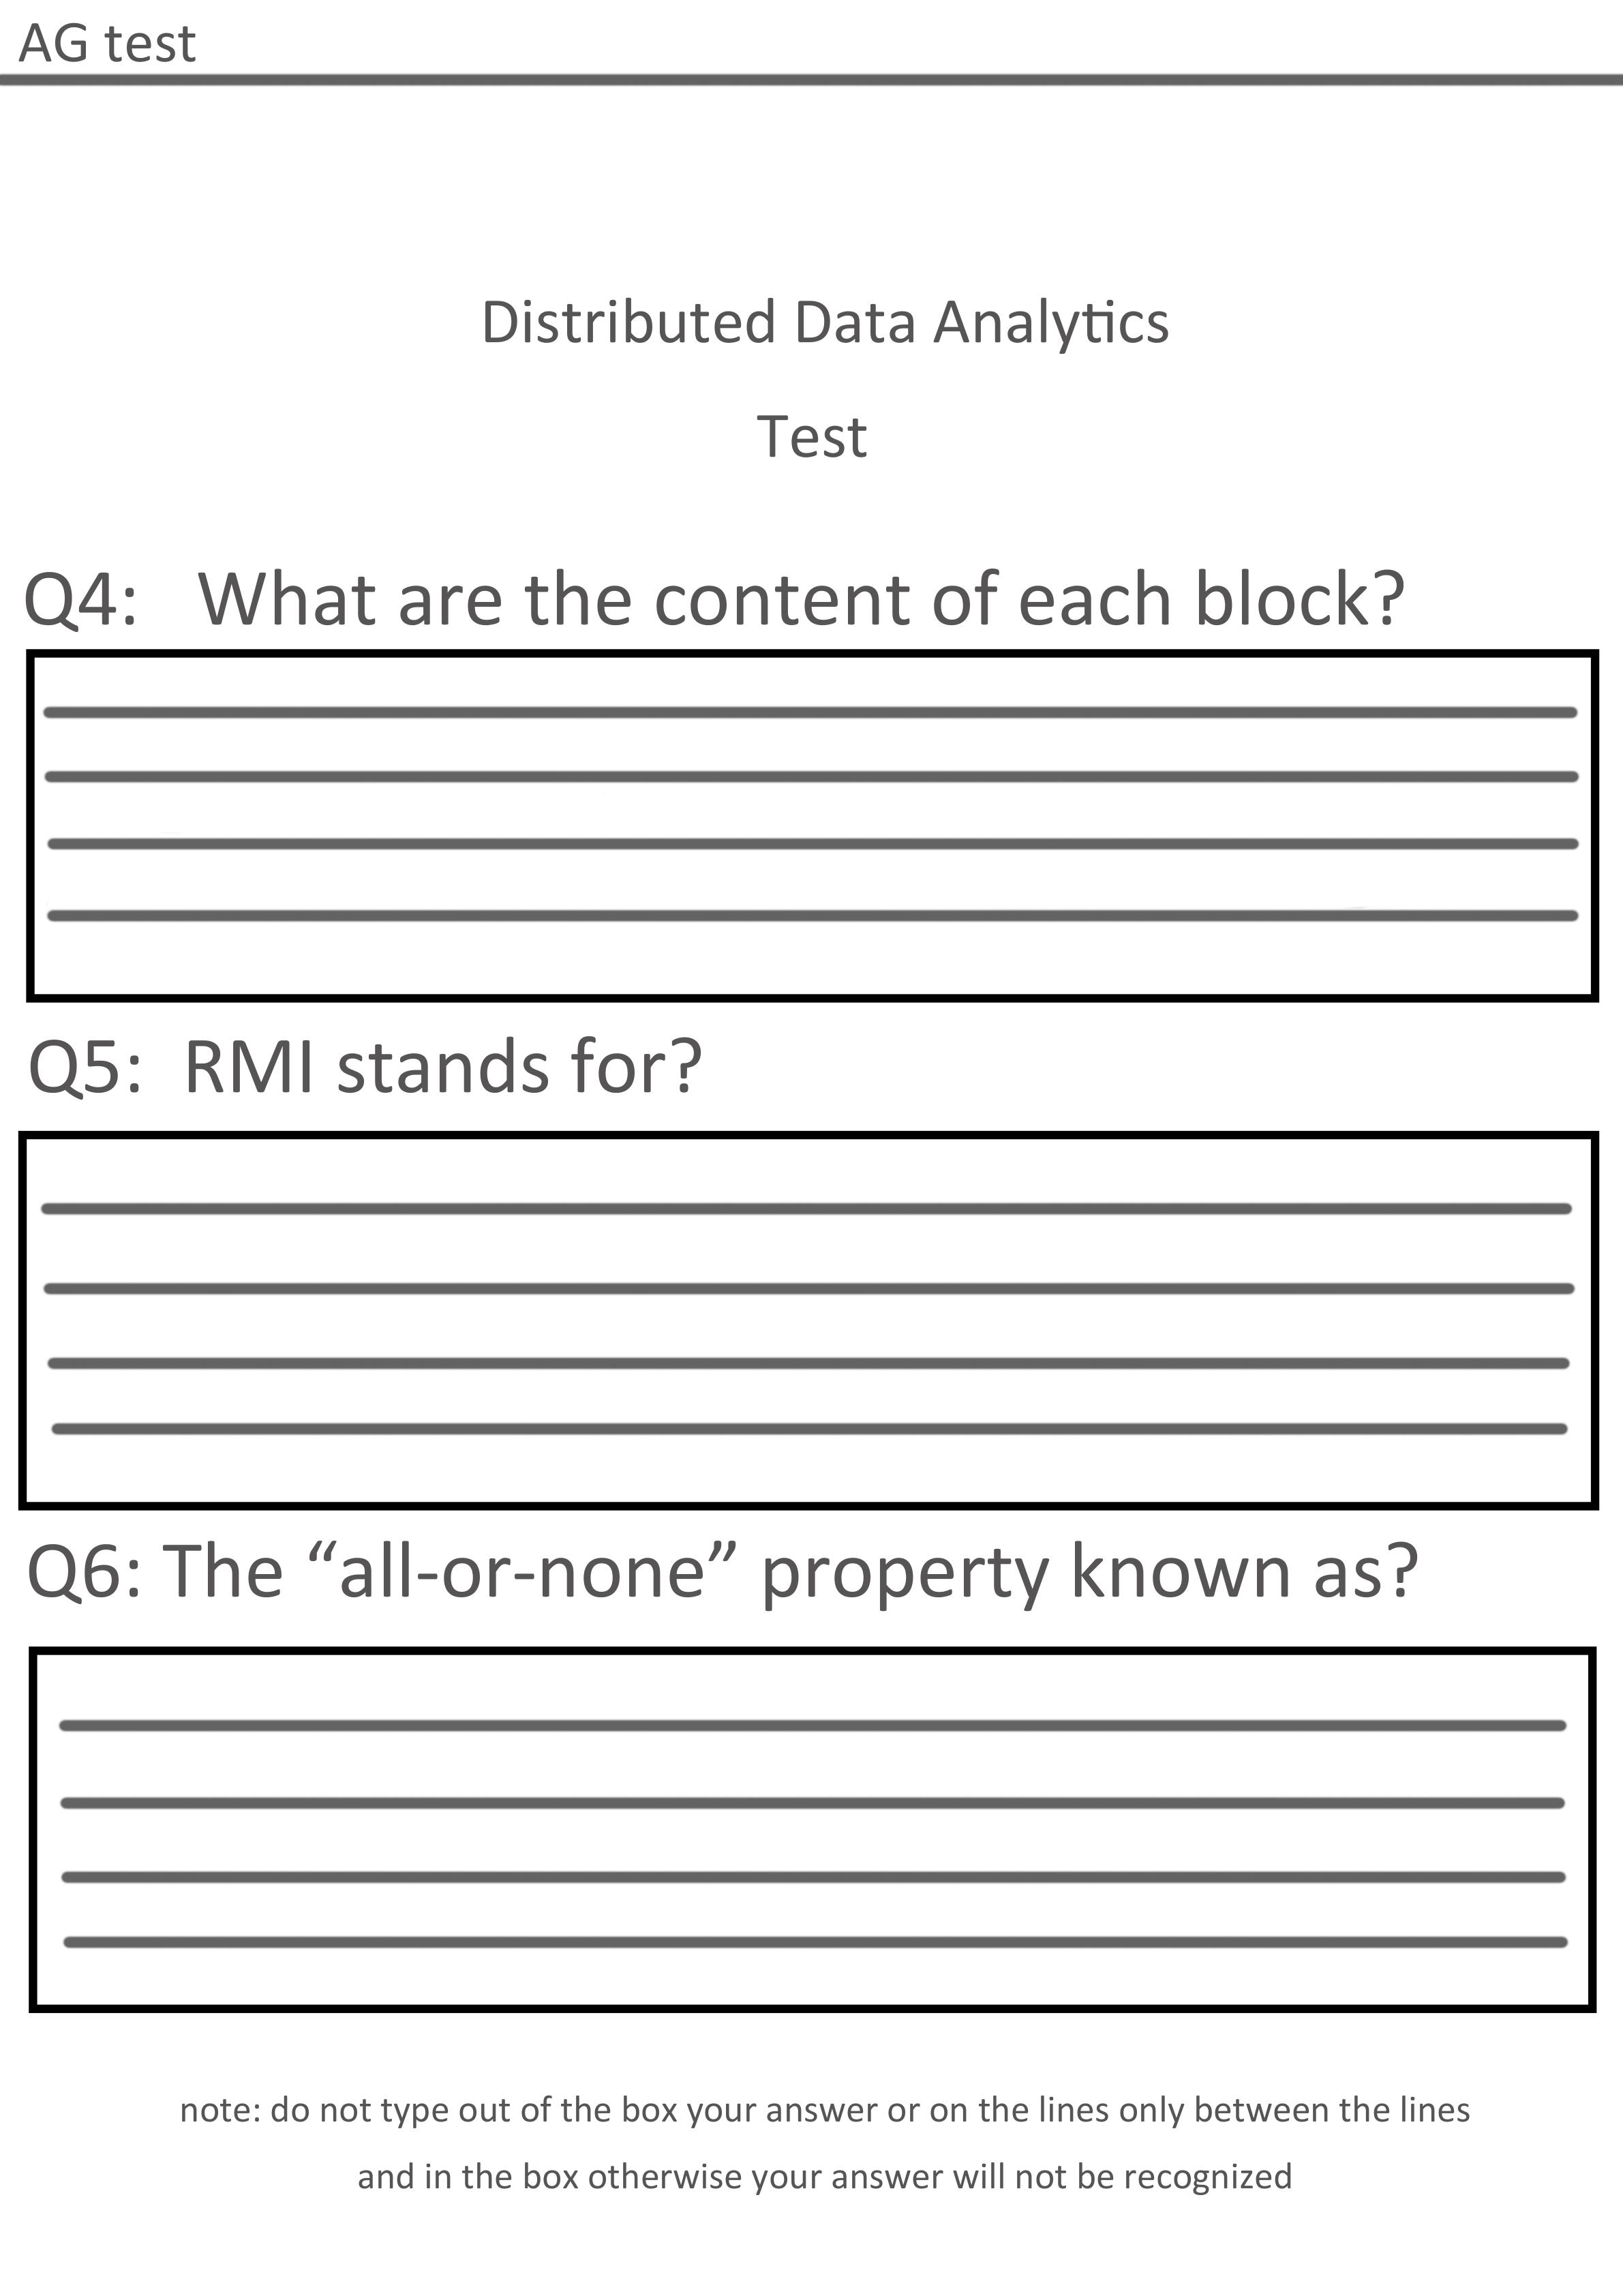 AG test
Distributed Data Analytics
Test
Q4: What are the content of each block?
Q5: RMI stands for?
Q6: The “all-or-none” property known as?
note: do not type out of the box your answer or on the lines only between the lines
and in the box otherwise your answer will not be recognized